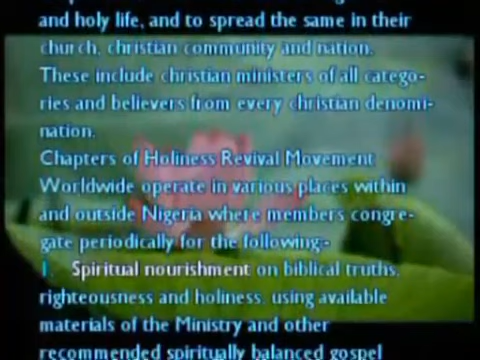 and holy life, and to spread the same in their
church, christian community and nation.
These include christian ministers of all catego-
ries and believers from every christian denomi-
nation.
Chapters of Holiness Revival Movement
Worldwide operate in various places within
and outside Nigeria where members congre-
gate periodically for the following:-
1. Spiritual nourishment on biblical truths,
righteousness and holiness, using available
materials of the Ministry and other
recommended spiritually balanced gospel